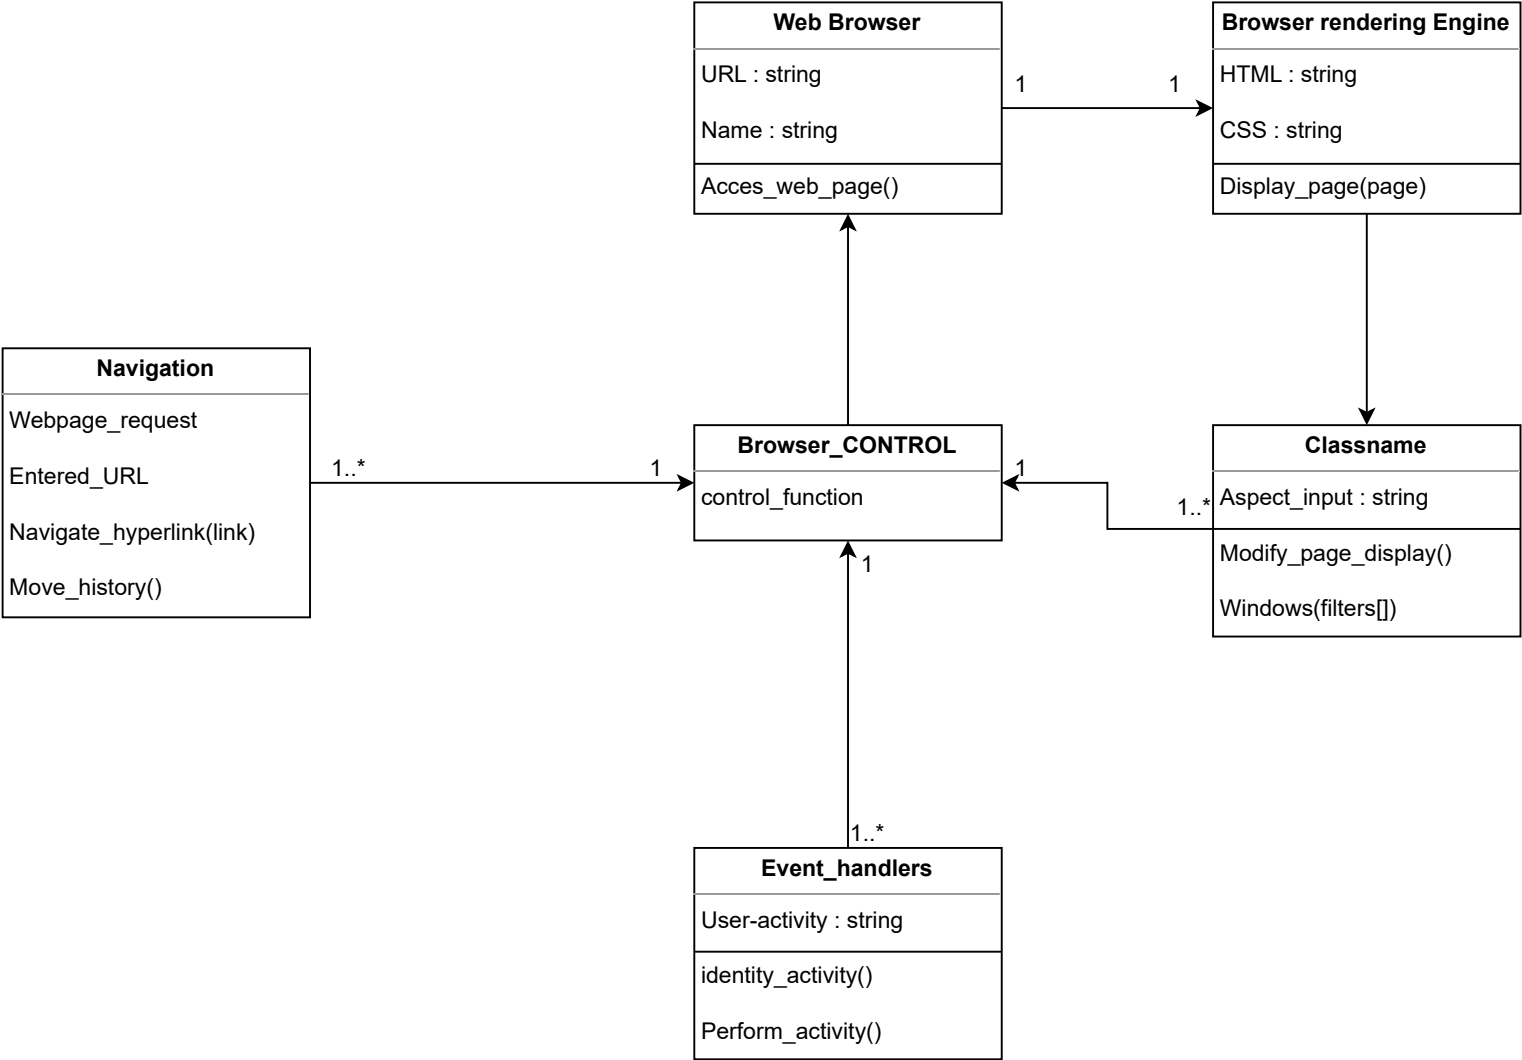 Web Browser
URL : string
Name : string
Acces_web_page()
1
1
Browser rendering Engine
HTML : string
CSS : string
Display_page(page)
Navigation
Webpage_request
Entered_URL
Navigate_hyperlink(link)
Move_history()
1..*
1
Browser_CONTROL
control_function
1
1..*
Classname
Aspect_input : string
Modify_page_display()
Windows(filters[])
1
1..*
Event_handlers
User-activity : string
identity_activity()
Perform_activity()